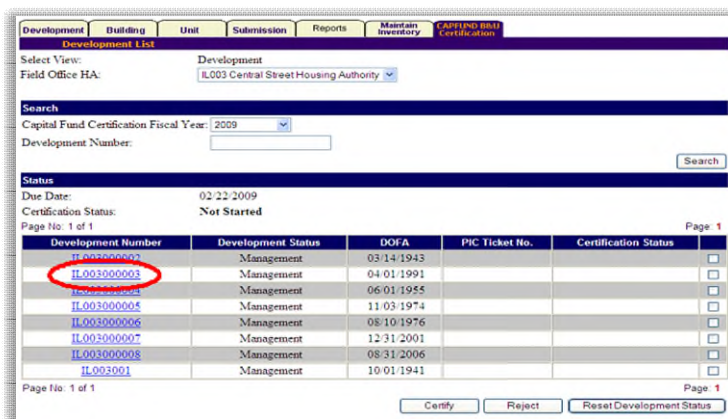 Development Building Unit Submission Reports Maintain Inventory CAPFUND B&U Certification
Development List
Select View: Development
Field Office HA: IL003 Central Street Housing Authority
Search
Capital Fund Certification Fiscal Year: 2009
Development Number:
Search
Status
Due Date: 02/22/2009
Certification Status: Not Started
Page No: 1 of 1 Page: 1
Development Number Development Status DOFA PIC Ticket No. Certification Status
IL003000002 Management 03/14/1943
IL003000003 Management 04/01/1991
IL003000004 Management 06/01/1955
IL003000005 Management 11/03/1974
IL003000006 Management 08/10/1976
IL003000007 Management 12/31/2001
IL003000008 Management 08/31/2006
IL003001 Management 10/01/1941
Page No: 1 of 1 Page: 1
Certify Reject Reset Development Status